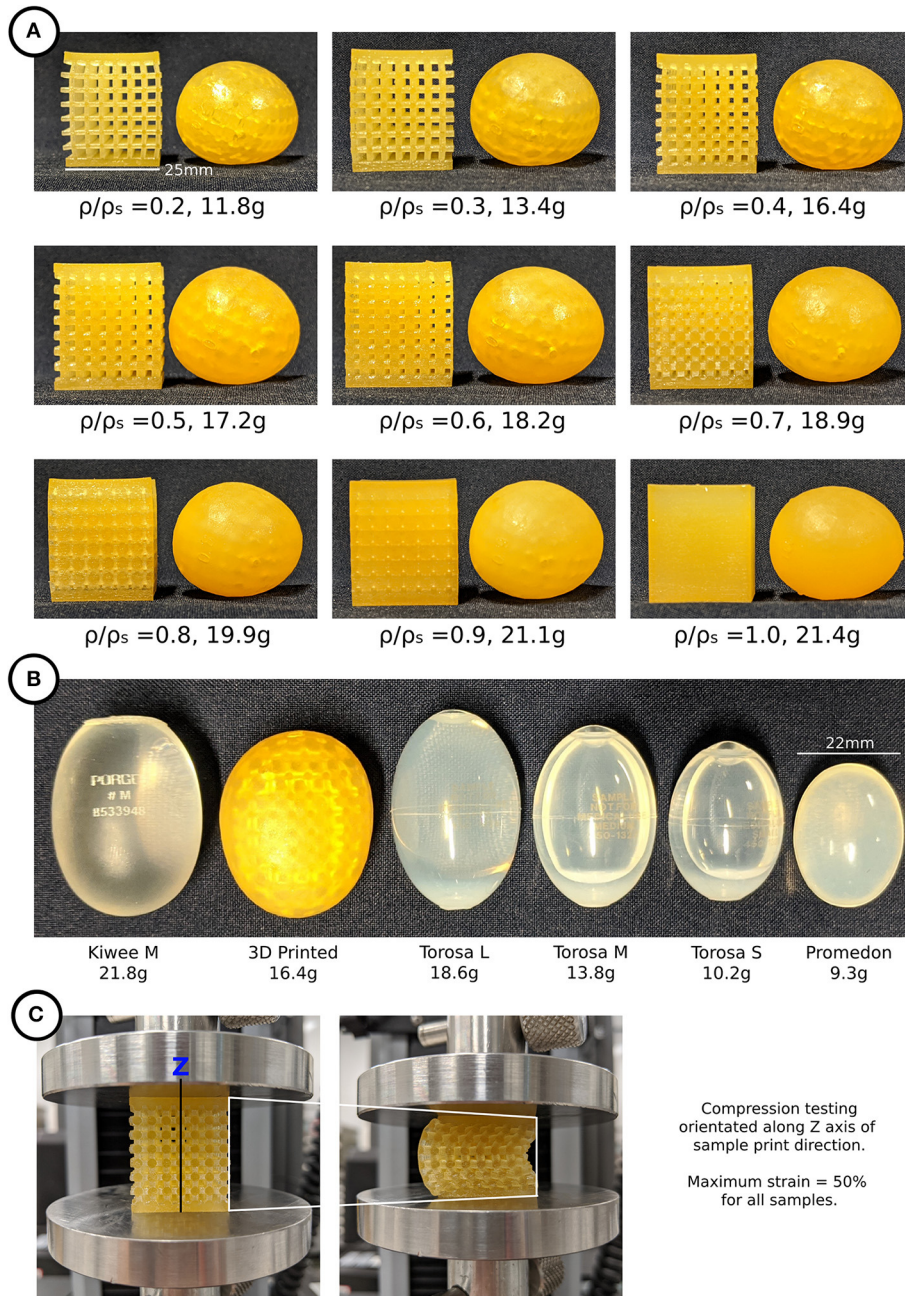 A
25mm
ρ/ρₛ =0.2, 11.8g
ρ/ρₛ =0.3, 13.4g
ρ/ρₛ =0.4, 16.4g
ρ/ρₛ =0.5, 17.2g
ρ/ρₛ =0.6, 18.2g
ρ/ρₛ =0.7, 18.9g
ρ/ρₛ =0.8, 19.9g
ρ/ρₛ =0.9, 21.1g
ρ/ρₛ =1.0, 21.4g
B
# M
8533948
22mm
Kiwee M
21.8g
3D Printed
16.4g
Torosa L
18.6g
Torosa M
13.8g
Torosa S
10.2g
Promedon
9.3g
C
Z
Compression testing
orientated along Z axis of
sample print direction.
Maximum strain = 50%
for all samples.